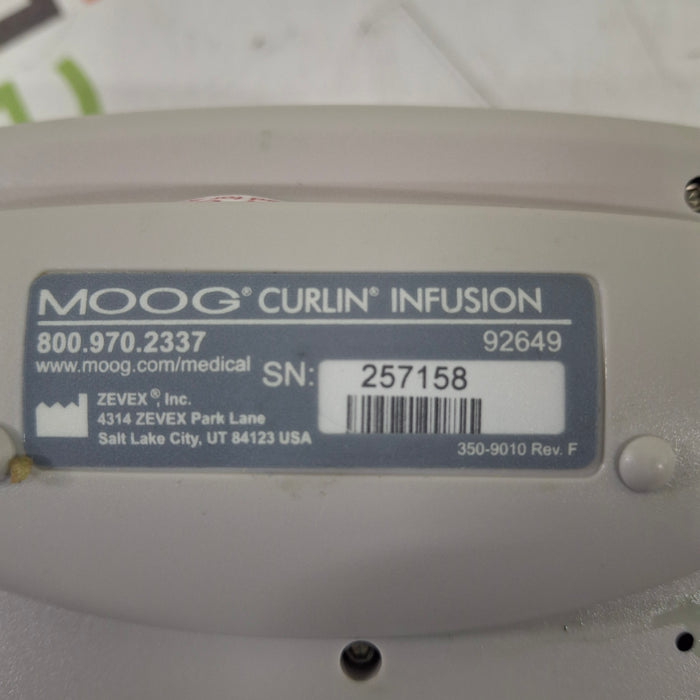 MOOG® CURLIN® INFUSION
800.970.2337 92649
www.moog.com/medical
SN: 257158
ZEVEX®, Inc.
4314 ZEVEX Park Lane
Salt Lake City, UT 84123 USA
350-9010 Rev. F